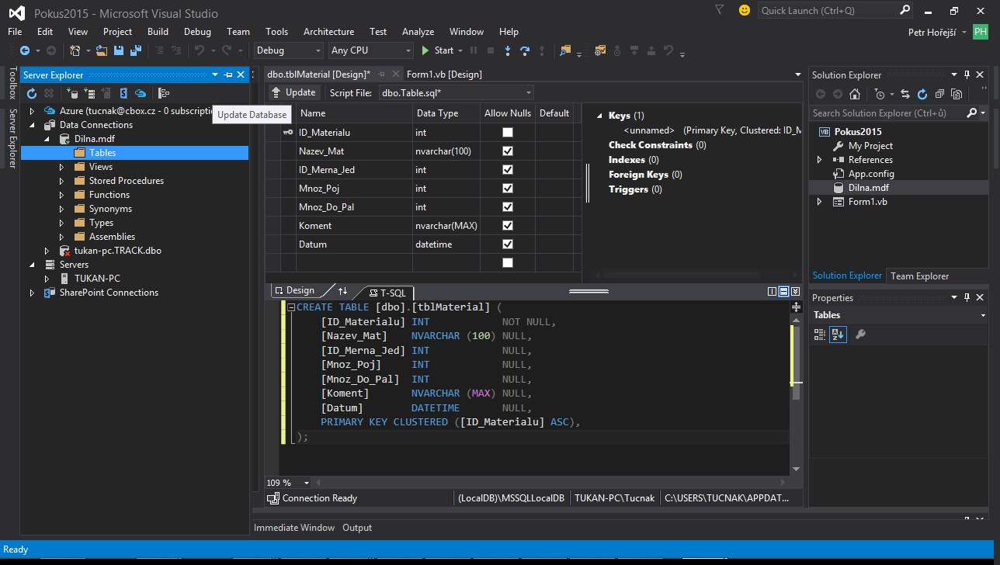 Pokus2015 - Microsoft Visual Studio
Quick Launch (Ctrl+Q)
File Edit View Project Build Debug Team Tools Architecture Test Analyze Window Help
Petr Hořejší PH
Debug Any CPU Start
Toolbox
Server Explorer
Server Explorer
Azure (tucnak@cbox.cz - 0 subscripti
Update Database
Data Connections
Dilna.mdf
Tables
Views
Stored Procedures
Functions
Synonyms
Types
Assemblies
tukan-pc.TRACK.dbo
Servers
TUKAN-PC
SharePoint Connections
dbo.tblMaterial [Design]* Form1.vb [Design]
Update Script File: dbo.Table.sql*
Name Data Type Allow Nulls Default
ID_Materialu int
Nazev_Mat nvarchar(100)
ID_Merna_Jed int
Mnoz_Poj int
Mnoz_Do_Pal int
Koment nvarchar(MAX)
Datum datetime
Keys (1)
<unnamed> (Primary Key, Clustered: ID_M
Check Constraints (0)
Indexes (0)
Foreign Keys (0)
Triggers (0)
Design T-SQL
CREATE TABLE [dbo].[tblMaterial] (
[ID_Materialu] INT NOT NULL,
[Nazev_Mat] NVARCHAR (100) NULL,
[ID_Merna_Jed] INT NULL,
[Mnoz_Poj] INT NULL,
[Mnoz_Do_Pal] INT NULL,
[Koment] NVARCHAR (MAX) NULL,
[Datum] DATETIME NULL,
PRIMARY KEY CLUSTERED ([ID_Materialu] ASC),
);
109 %
Connection Ready (LocalDB)\MSSQLLocalDB TUKAN-PC\Tucnak C:\USERS\TUCNAK\APPDAT...
Immediate Window Output
Solution Explorer
Search Solution Explorer (Ctrl+ů)
Pokus2015
My Project
References
App.config
Dilna.mdf
Form1.vb
Solution Explorer Team Explorer
Properties
Tables
Ready